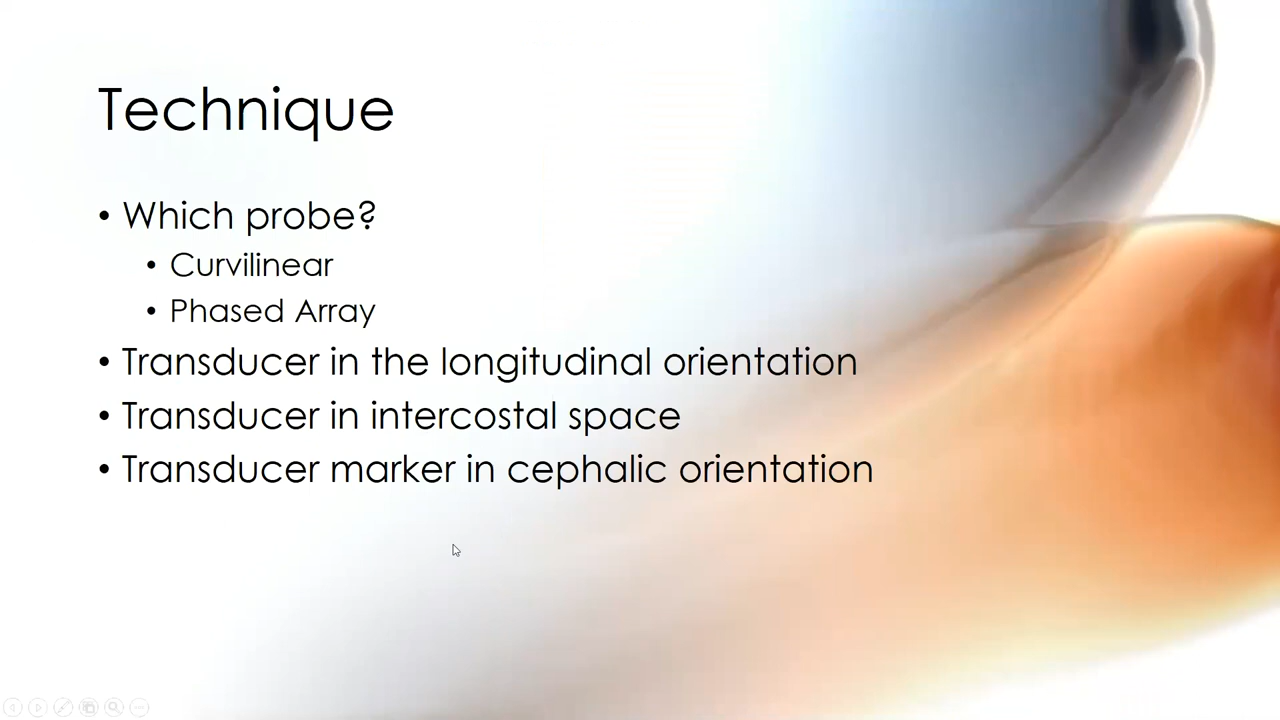 Technique
• Which probe?
• Curvilinear
• Phased Array
• Transducer in the longitudinal orientation
• Transducer in intercostal space
• Transducer marker in cephalic orientation